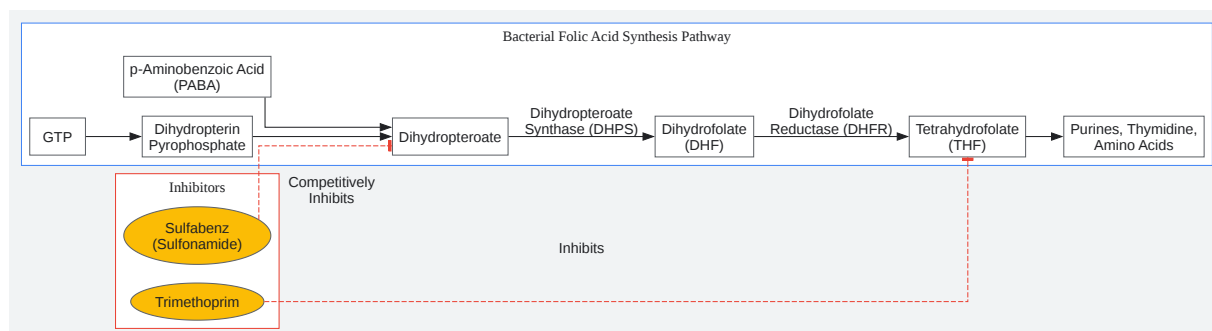 Bacterial Folic Acid Synthesis Pathway
p-Aminobenzoic Acid
(PABA)
GTP
Dihydropterin
Pyrophosphate
Dihydropteroate
Dihydropteroate
Synthase (DHPS)
Dihydrofolate
(DHF)
Dihydrofolate
Reductase (DHFR)
Tetrahydrofolate
(THF)
Purines, Thymidine,
Amino Acids
Inhibitors
Competitively
Inhibits
Sulfabenz
(Sulfonamide)
Inhibits
Trimethoprim